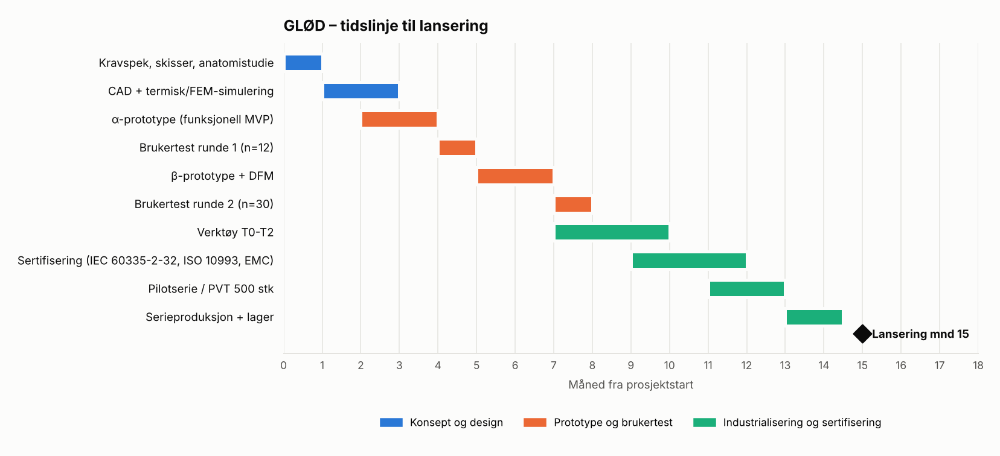 GLØD – tidslinje til lansering
Kravspek, skisser, anatomistudie
CAD + termisk/FEM-simulering
α-prototype (funksjonell MVP)
Brukertest runde 1 (n=12)
β-prototype + DFM
Brukertest runde 2 (n=30)
Verktøy T0-T2
Sertifisering (IEC 60335-2-32, ISO 10993, EMC)
Pilotserie / PVT 500 stk
Serieproduksjon + lager
Lansering mnd 15
0 1 2 3 4 5 6 7 8 9 10 11 12 13 14 15 16 17 18
Måned fra prosjektstart
Konsept og design Prototype og brukertest Industrialisering og sertifisering